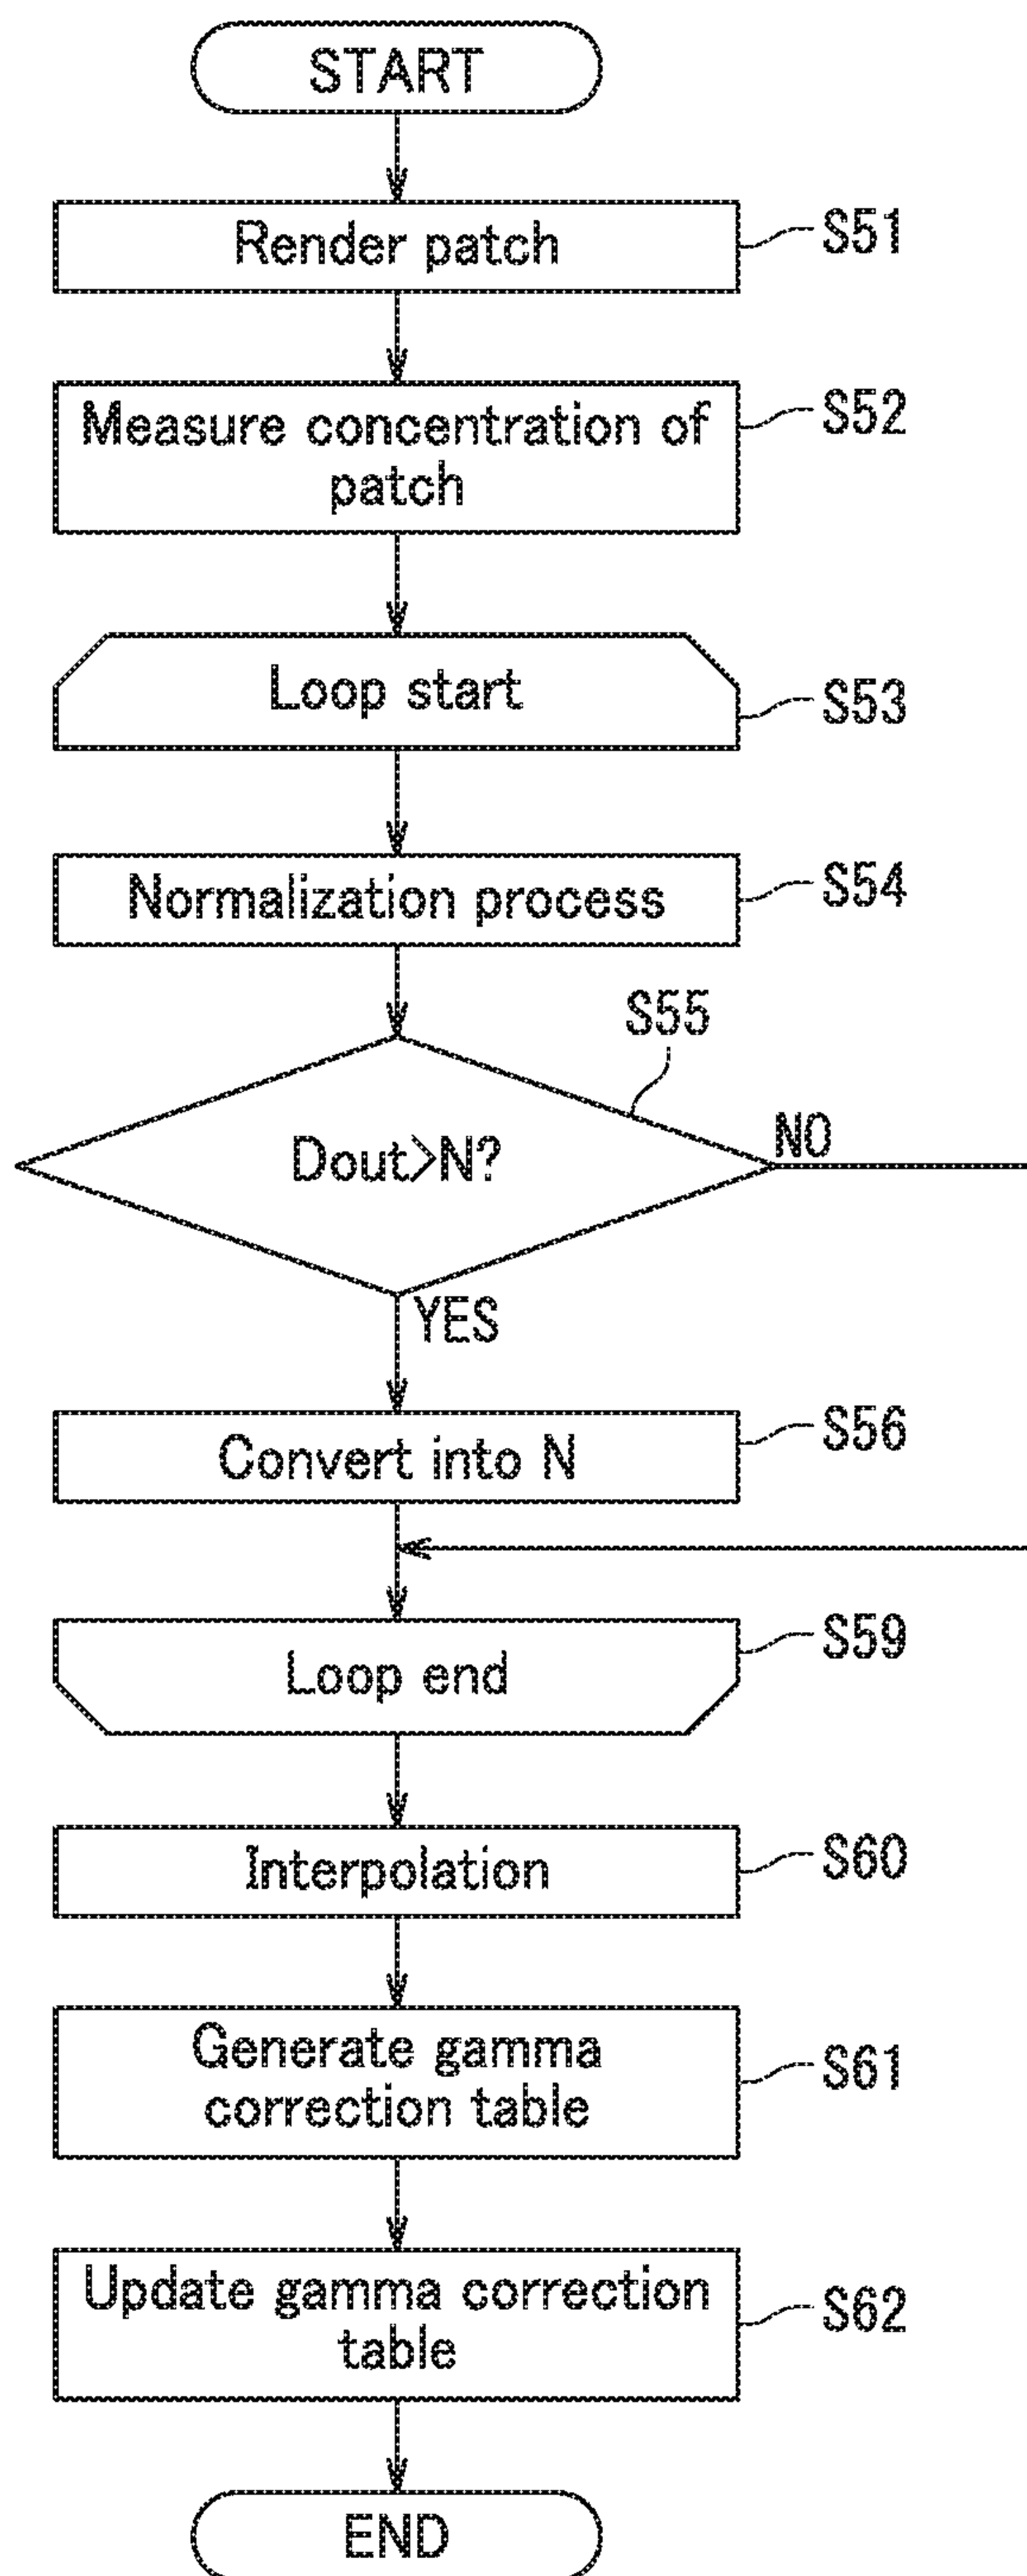 START
Render patch
S51
Measure concentration of
patch
S52
Loop start
S53
Normalization process
S54
S55
Dout>N?
NO
YES
Convert into N
S56
Loop end
S59
Interpolation
S60
Generate gamma
correction table
S61
Update gamma correction
table
S62
END